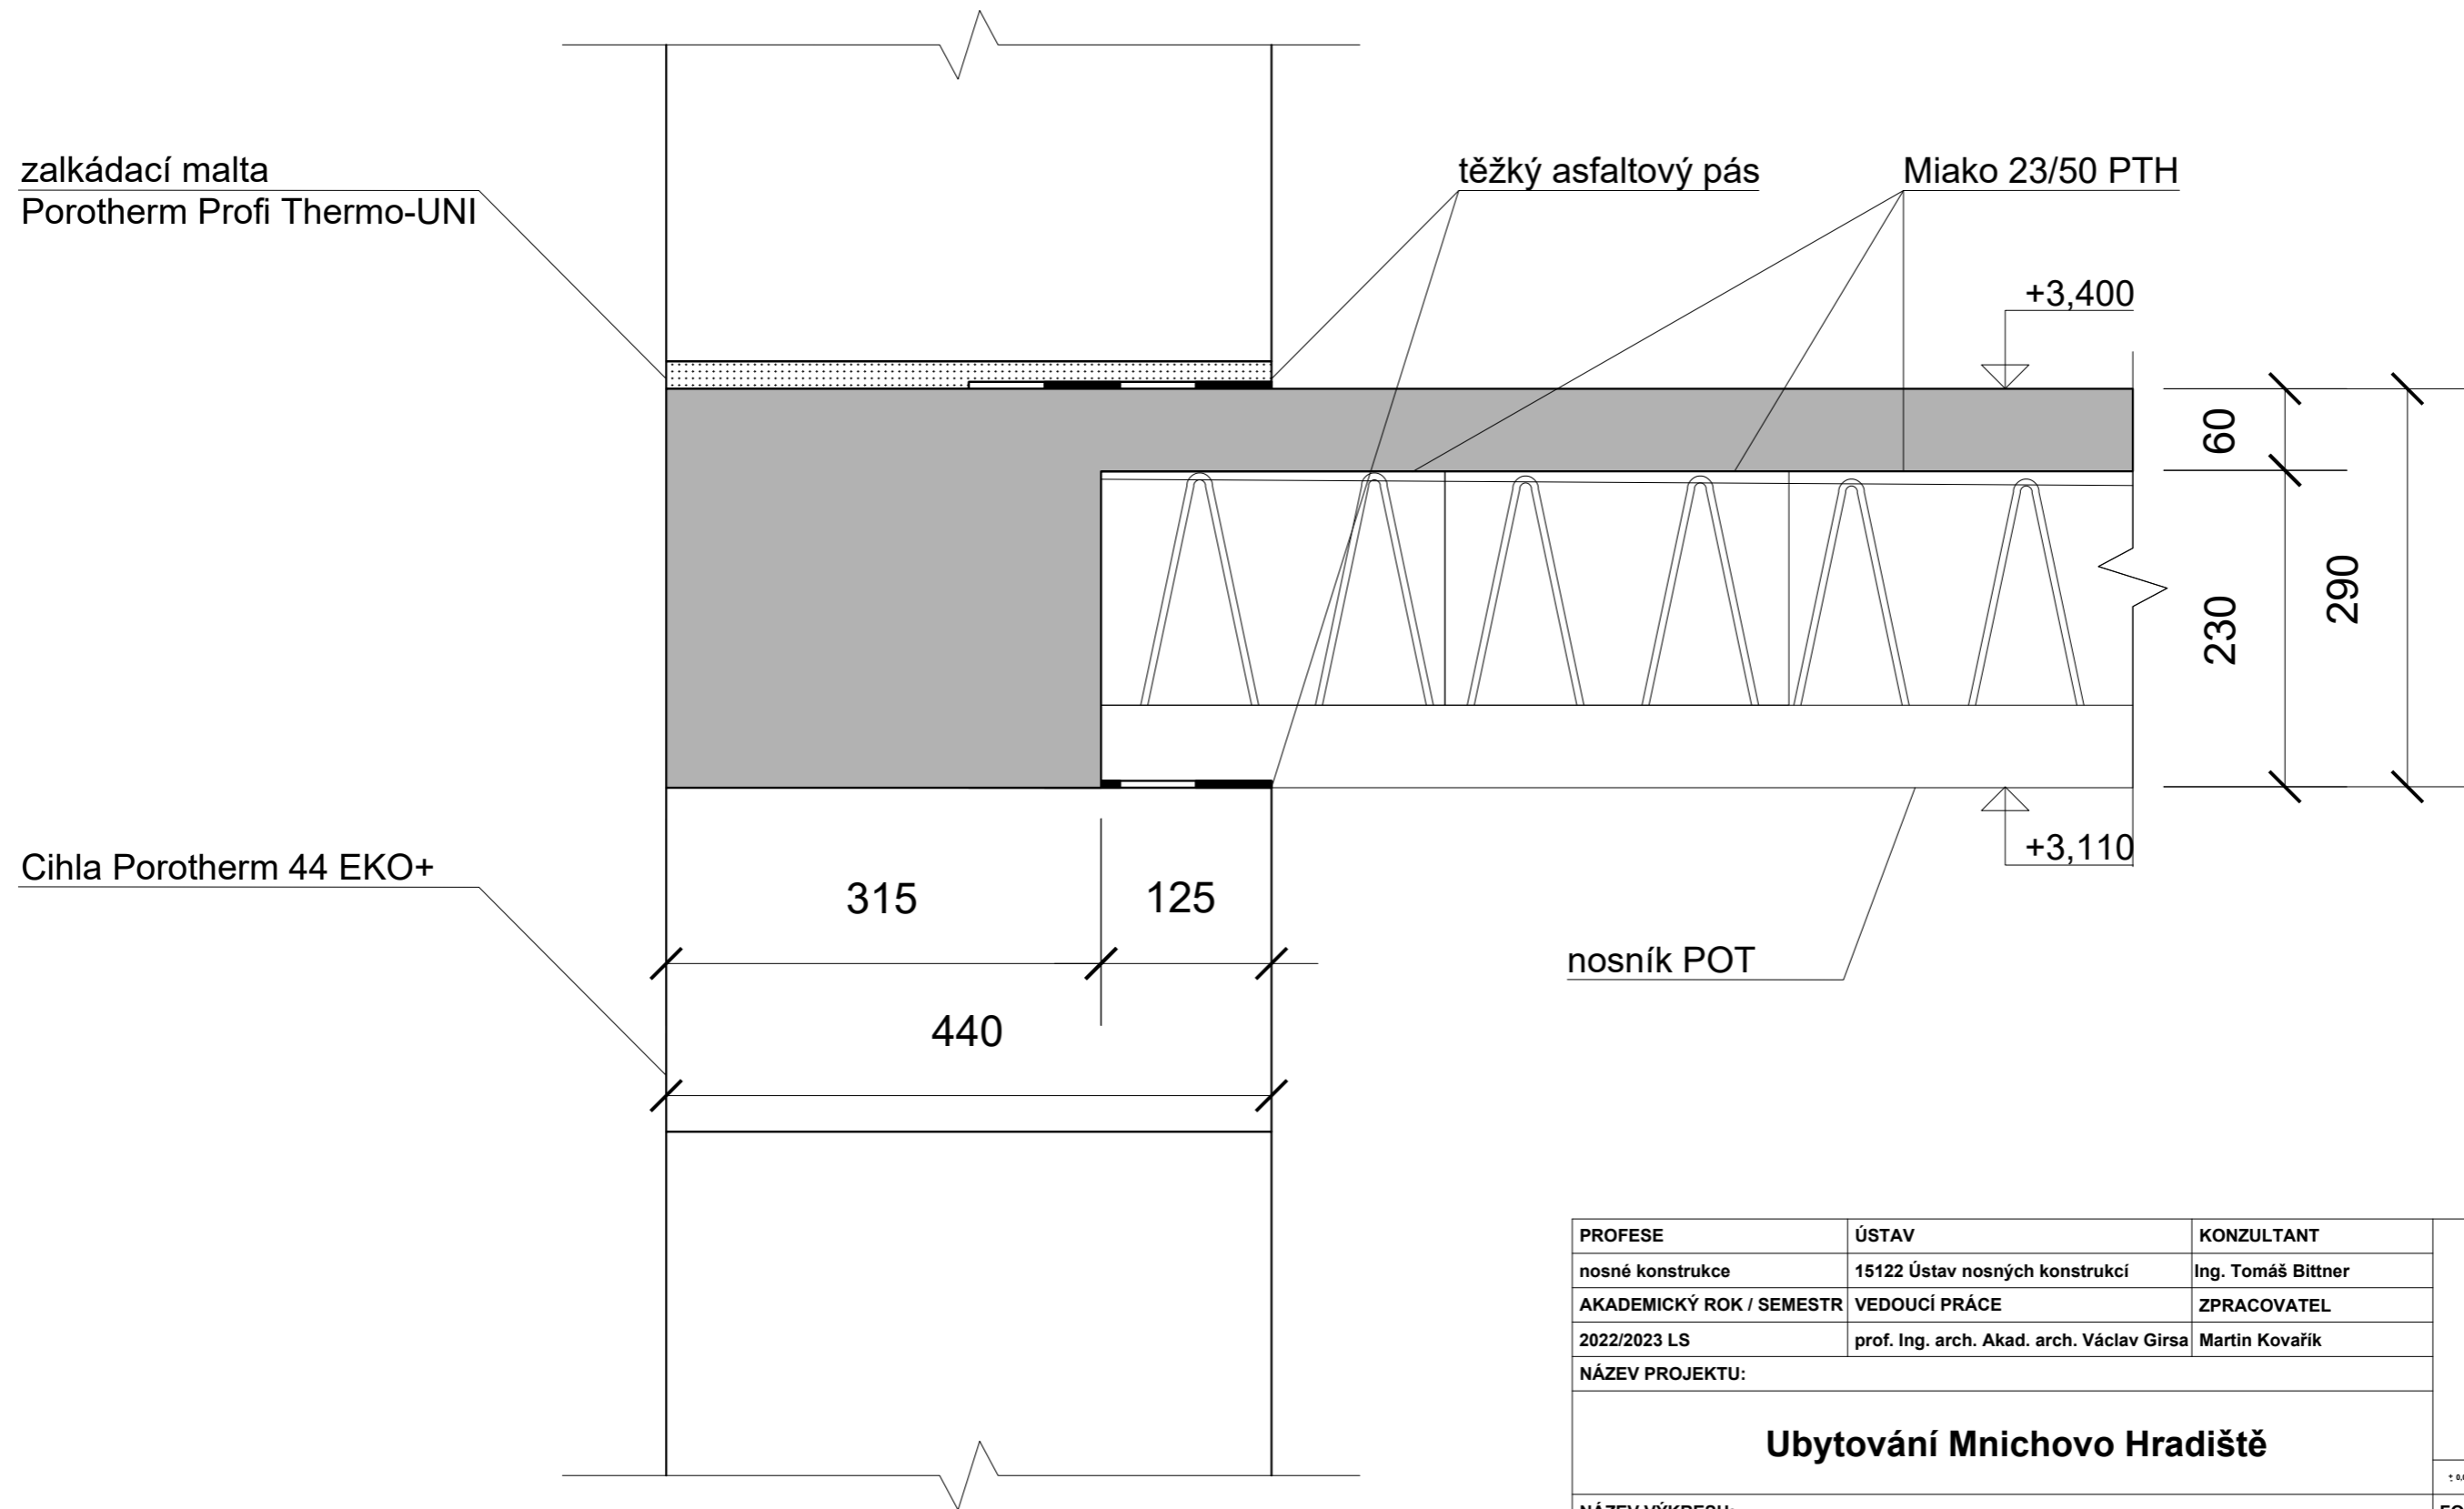 zalkádací malta
Porotherm Profi Thermo-UNI
těžký asfaltový pás
Miako 23/50 PTH
+3,400
60
230
290
+3,110
Cihla Porotherm 44 EKO+
315
125
440
nosník POT
PROFESE ÚSTAV KONZULTANT
nosné konstrukce 15122 Ústav nosných konstrukcí Ing. Tomáš Bittner
AKADEMICKÝ ROK / SEMESTR VEDOUCÍ PRÁCE ZPRACOVATEL
2022/2023 LS prof. Ing. arch. Akad. arch. Václav Girsa Martin Kovařík
NÁZEV PROJEKTU:
Ubytování Mnichovo Hradiště
NÁZEV VÝKRESU: